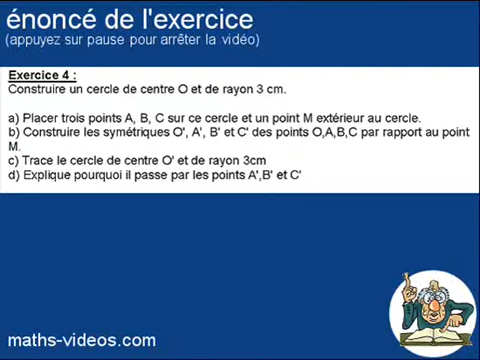 énoncé de l'exercice
(appuyez sur pause pour arrêter la vidéo)
Exercice 4 :
Construire un cercle de centre O et de rayon 3 cm.
a) Placer trois points A, B, C sur ce cercle et un point M extérieur au cercle.
b) Construire les symétriques O', A', B' et C' des points O,A,B,C par rapport au point
M.
c) Trace le cercle de centre O' et de rayon 3cm
d) Explique pourquoi il passe par les points A',B' et C'
maths-videos.com